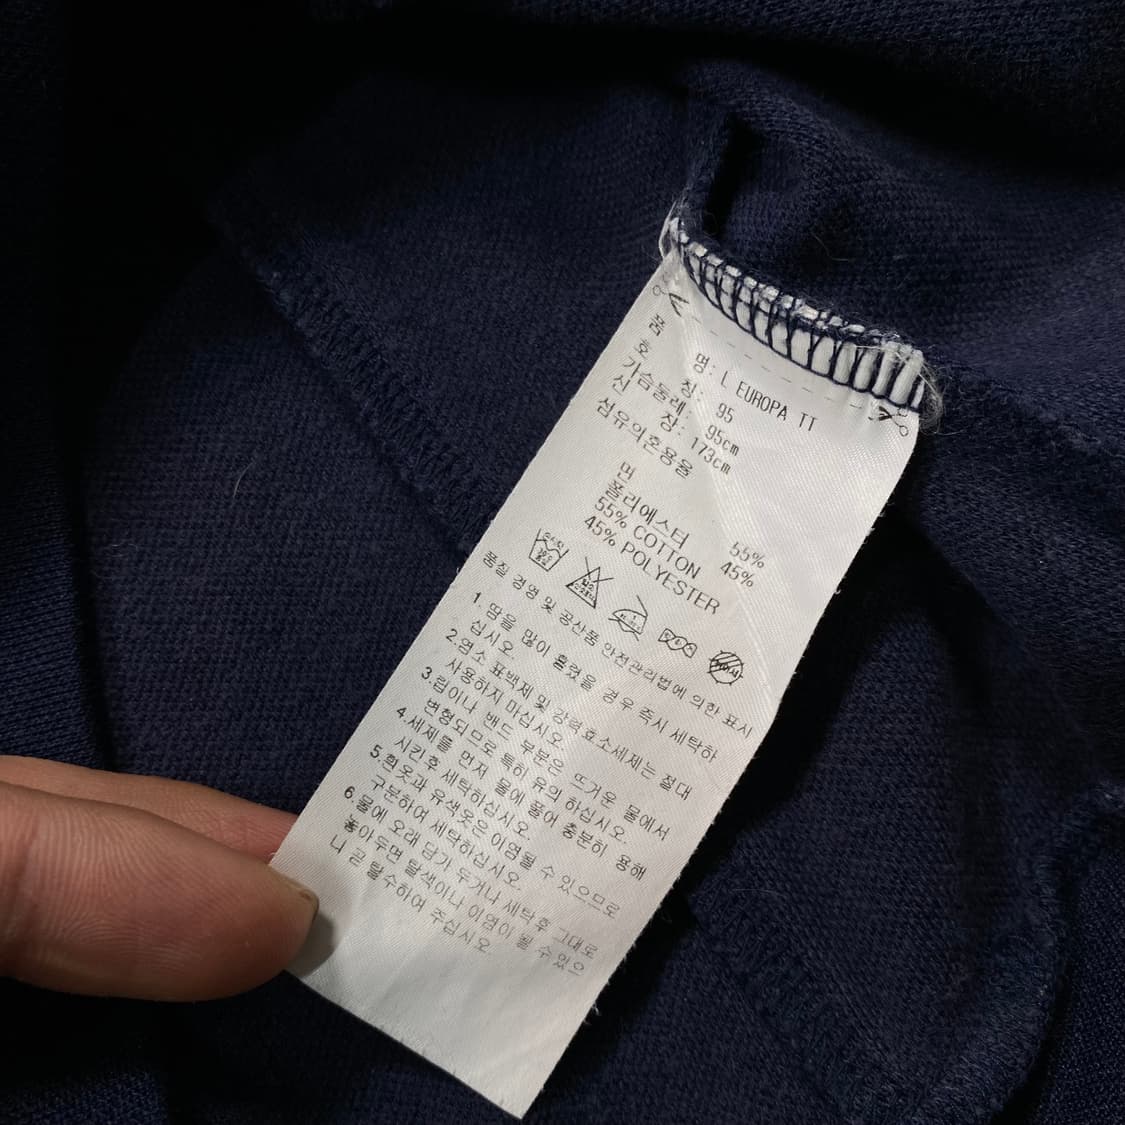 품 명: L EUROPA TT
호 칭: 95
가슴둘레: 95cm
신 장: 173cm
섬유의혼용율
면 55%
폴리에스터 45%
55% COTTON
45% POLYESTER
품질 경영 및 공산품 안전관리법에 의한 표시
1. 땀을 많이 흘렸을 경우 즉시 세탁하
십시오.
2.염소 표백제 및 강력효소세제는 절대
사용하지 마십시오.
3.립이나 밴드 부분은 뜨거운 물에서
변형되므로 특히 유의 하십시오.
4.세제를 먼저 물에 풀어 충분히 용해
시킨후 세탁하십시오.
5.흰옷과 유색옷은 이염될 수 있으므로
구분하여 세탁하십시오.
6.물에 오래 담가 두거나 세탁후 그대로
놓아두면 탈색이나 이염이 될 수 있으
니 곧 탈수하여 주십시오.